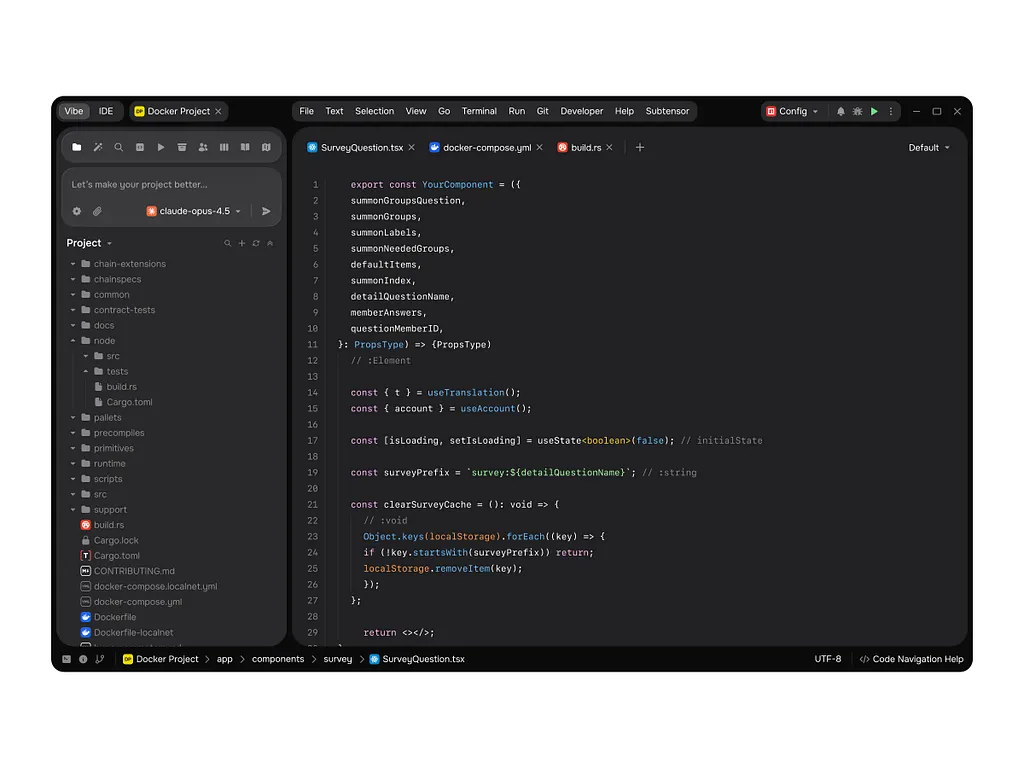 Vibe IDE DP Docker Project File Text Selection View Go Terminal Run Git Developer Help Subtensor Config
SurveyQuestion.tsx docker-compose.yml build.rs Default
Let's make your project better...
claude-opus-4.5
Project
chain-extensions
chainspecs
common
contract-tests
docs
node
src
tests
build.rs
Cargo.toml
pallets
precompiles
primitives
runtime
scripts
src
support
build.rs
Cargo.lock
Cargo.toml
CONTRIBUTING.md
docker-compose.localnet.yml
docker-compose.yml
Dockerfile
Dockerfile-localnet
1 export const YourComponent = ({
2 summonGroupsQuestion,
3 summonGroups,
4 summonLabels,
5 summonNeededGroups,
6 defaultItems,
7 summonIndex,
8 detailQuestionName,
9 memberAnswers,
10 questionMemberID,
11 }: PropsType) => {PropsType)
12 // :Element
13
14 const { t } = useTranslation();
15 const { account } = useAccount();
16
17 const [isLoading, setIsLoading] = useState<boolean>(false); // initialState
18
19 const surveyPrefix = `survey:${detailQuestionName}`; // :string
20
21 const clearSurveyCache = (): void => {
22 // :void
23 Object.keys(localStorage).forEach((key) => {
24 if (!key.startsWith(surveyPrefix)) return;
25 localStorage.removeItem(key);
26 });
27 };
28
29 return <></>;
DP Docker Project > app > components > survey > SurveyQuestion.tsx UTF-8 </> Code Navigation Help